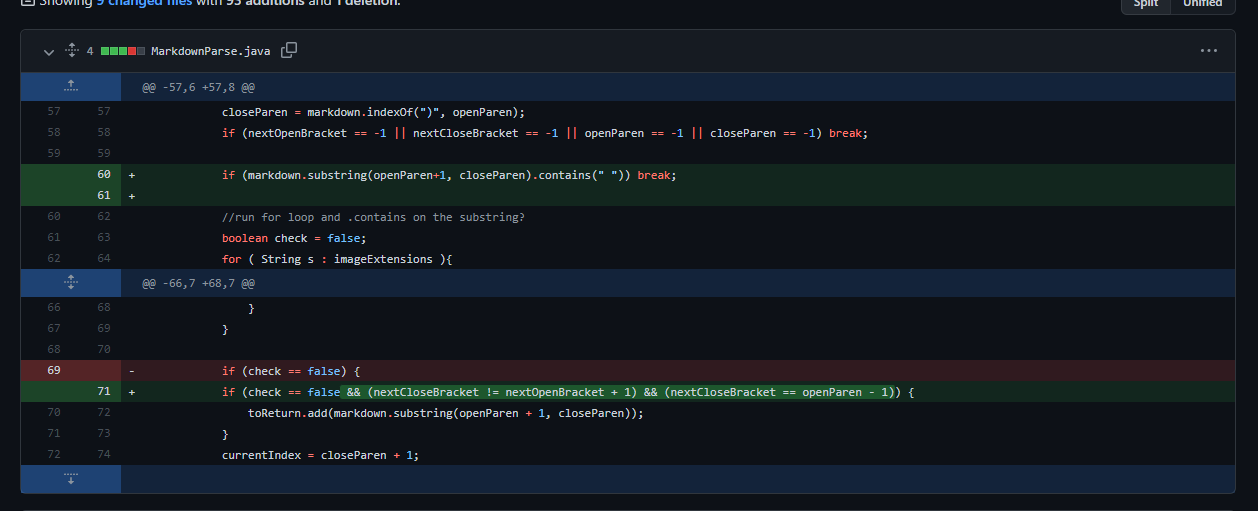 Showing 9 changed files with 93 additions and 1 deletion.
Split Unified
4 MarkdownParse.java
@@ -57,6 +57,8 @@
57 57 closeParen = markdown.indexOf(")", openParen);
58 58 if (nextOpenBracket == -1 || nextCloseBracket == -1 || openParen == -1 || closeParen == -1) break;
59 59
60 + if (markdown.substring(openParen+1, closeParen).contains(" ")) break;
61 +
60 62 //run for loop and .contains on the substring?
61 63 boolean check = false;
62 64 for ( String s : imageExtensions ){
@@ -66,7 +68,7 @@
66 68 }
67 69 }
68 70
69 - if (check == false) {
71 + if (check == false && (nextCloseBracket != nextOpenBracket + 1) && (nextCloseBracket == openParen - 1)) {
70 72 toReturn.add(markdown.substring(openParen + 1, closeParen));
71 73 }
72 74 currentIndex = closeParen + 1;